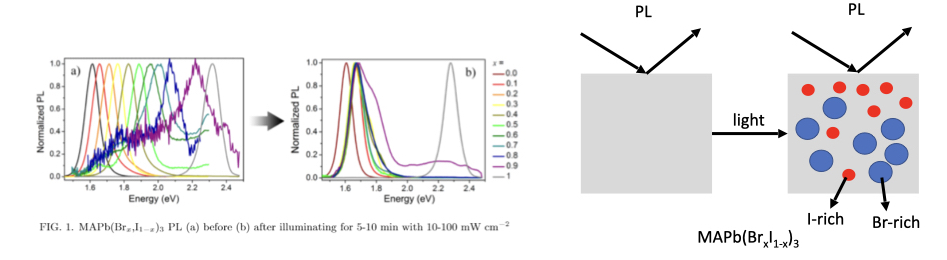 a)
Normalized PL
1.0
0.8
0.6
0.4
0.2
0.0
1.6 1.8 2.0 2.2 2.4
Energy (eV)
b)
Normalized PL
1.0
0.8
0.6
0.4
0.2
0.0
1.6 1.8 2.0 2.2 2.4
Energy (eV)
x =
0.0
0.1
0.2
0.3
0.4
0.5
0.6
0.7
0.8
0.9
1
FIG. 1. MAPb(Brₓ,I₁₋ₓ)₃ PL (a) before (b) after illuminating for 5-10 min with 10-100 mW cm⁻²
PL
light
PL
I-rich
Br-rich
MAPb(BrₓI₁₋ₓ)₃